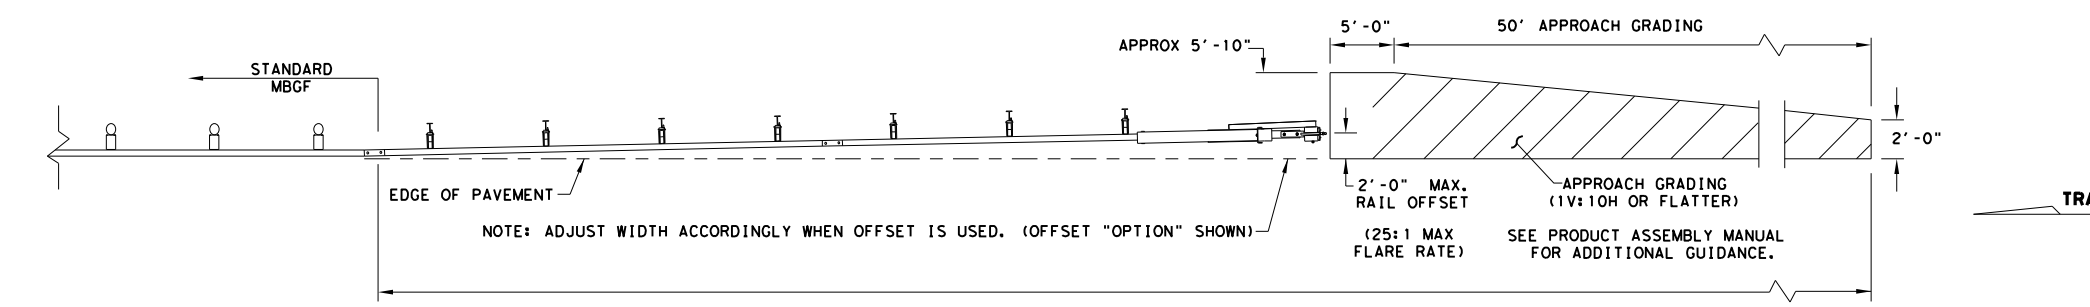 5'-0"
50' APPROACH GRADING
APPROX 5'-10"
STANDARD
MBGF
2'-0"
EDGE OF PAVEMENT
2'-0" MAX.
RAIL OFFSET
APPROACH GRADING
(1V:10H OR FLATTER)
NOTE: ADJUST WIDTH ACCORDINGLY WHEN OFFSET IS USED. (OFFSET "OPTION" SHOWN)
(25:1 MAX
FLARE RATE)
SEE PRODUCT ASSEMBLY MANUAL
FOR ADDITIONAL GUIDANCE.